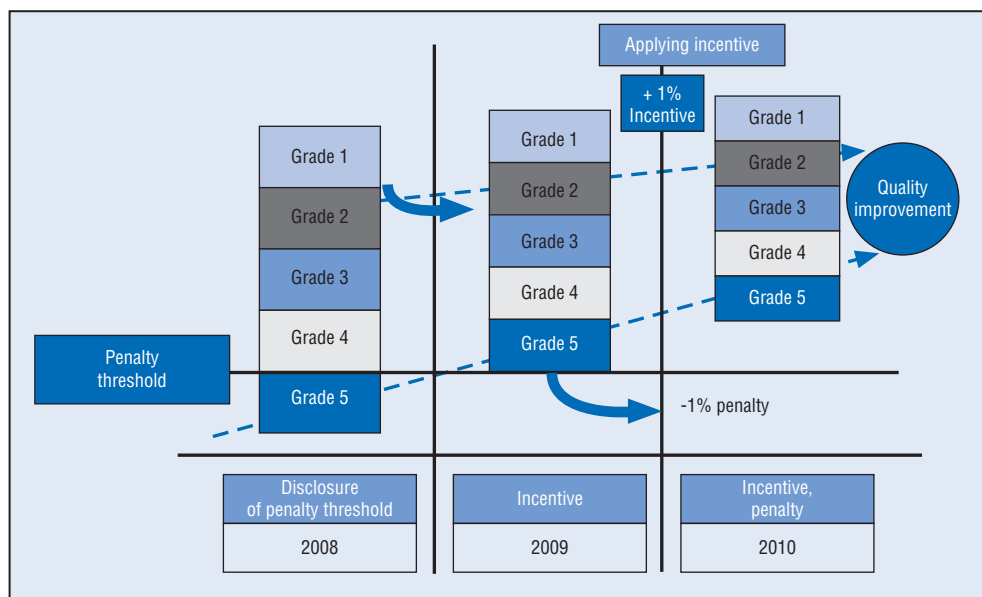 Applying incentive
+ 1%
Incentive
Grade 1
Grade 2
Grade 3
Grade 4
Grade 5
Grade 1
Grade 2
Grade 3
Grade 4
Grade 5
Grade 1
Grade 2
Grade 3
Grade 4
Grade 5
Quality
improvement
Penalty
threshold
-1% penalty
Disclosure
of penalty threshold
2008
Incentive
2009
Incentive,
penalty
2010